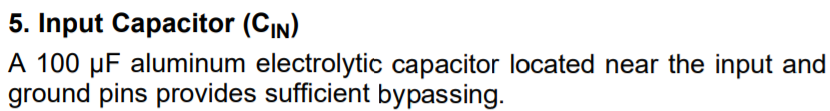 5. Input Capacitor (CIN)
A 100 μF aluminum electrolytic capacitor located near the input and
ground pins provides sufficient bypassing.